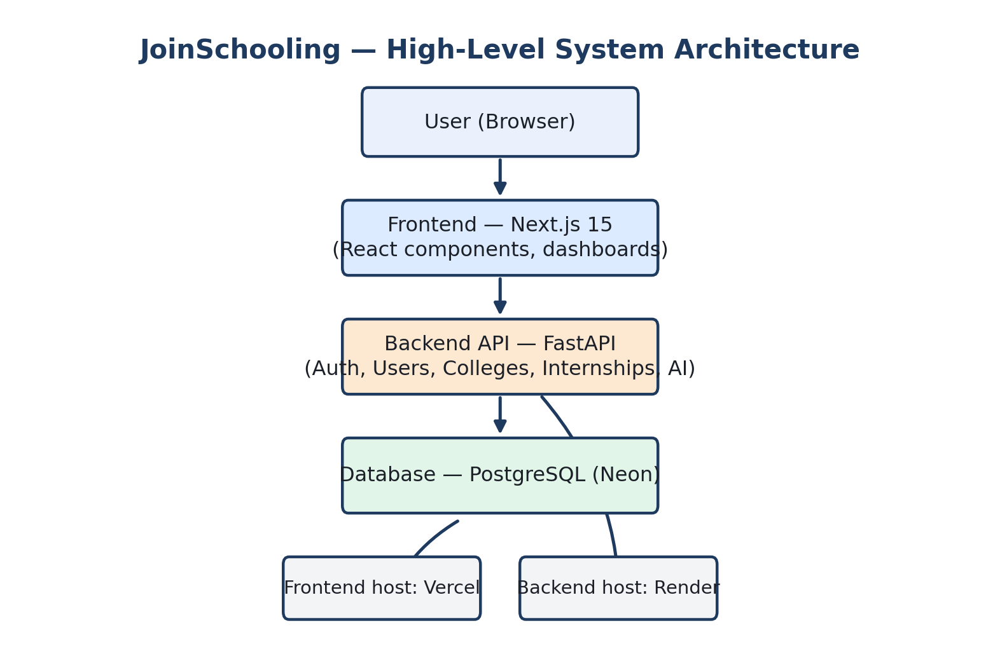 JoinSchooling — High-Level System Architecture
User (Browser)
Frontend — Next.js 15
(React components, dashboards)
Backend API — FastAPI
(Auth, Users, Colleges, Internships, AI)
Database — PostgreSQL (Neon)
Frontend host: Vercel
Backend host: Render